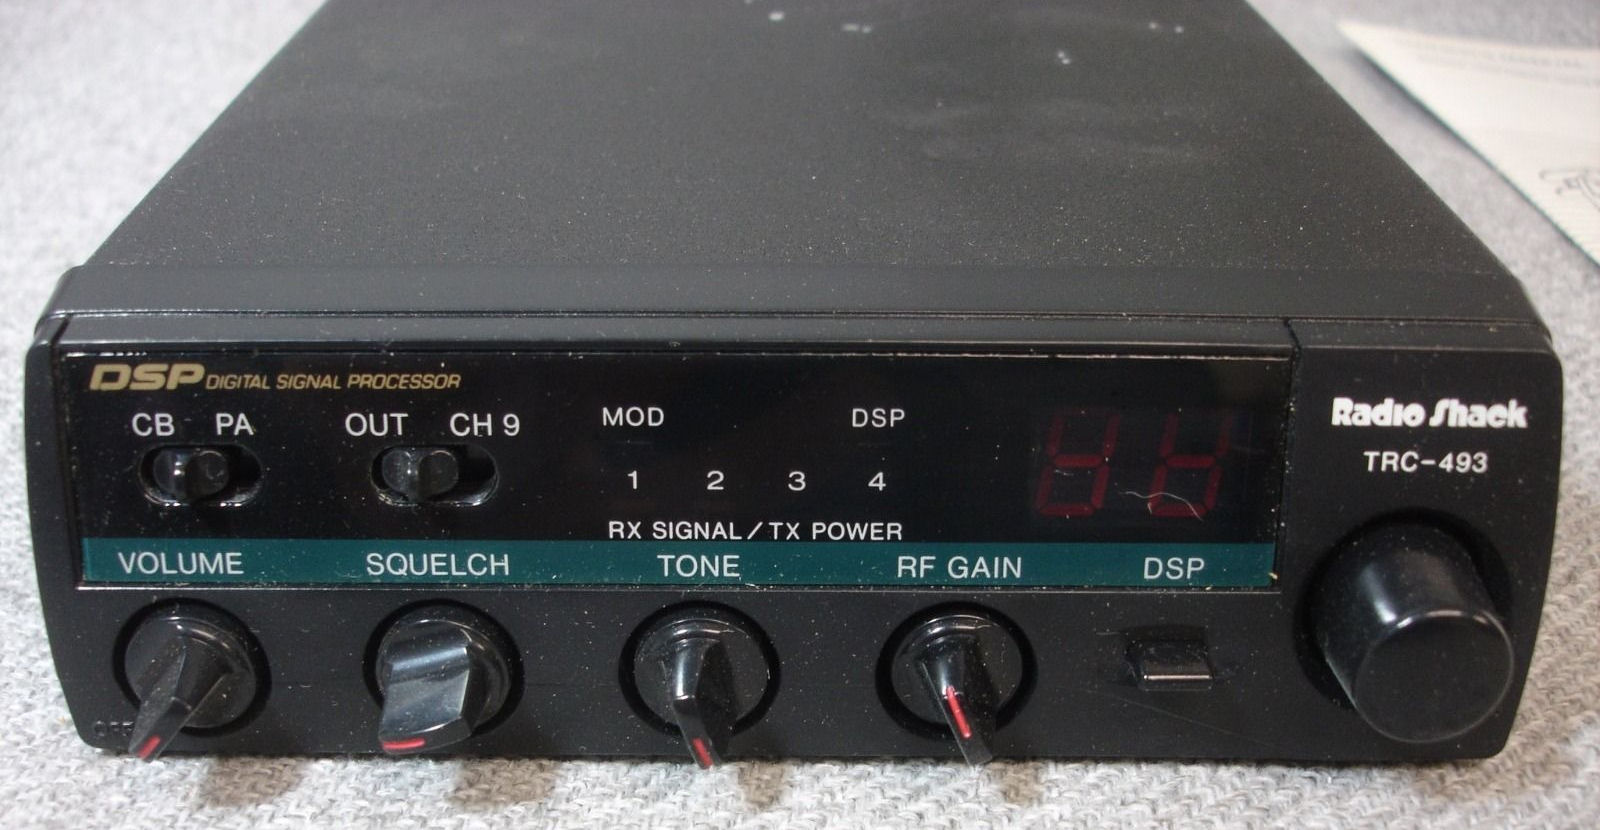 DSP DIGITAL SIGNAL PROCESSOR
CB PA OUT CH 9 MOD DSP
1 2 3 4
RX SIGNAL / TX POWER
VOLUME SQUELCH TONE RF GAIN DSP
OFF
Radio Shack
TRC-493